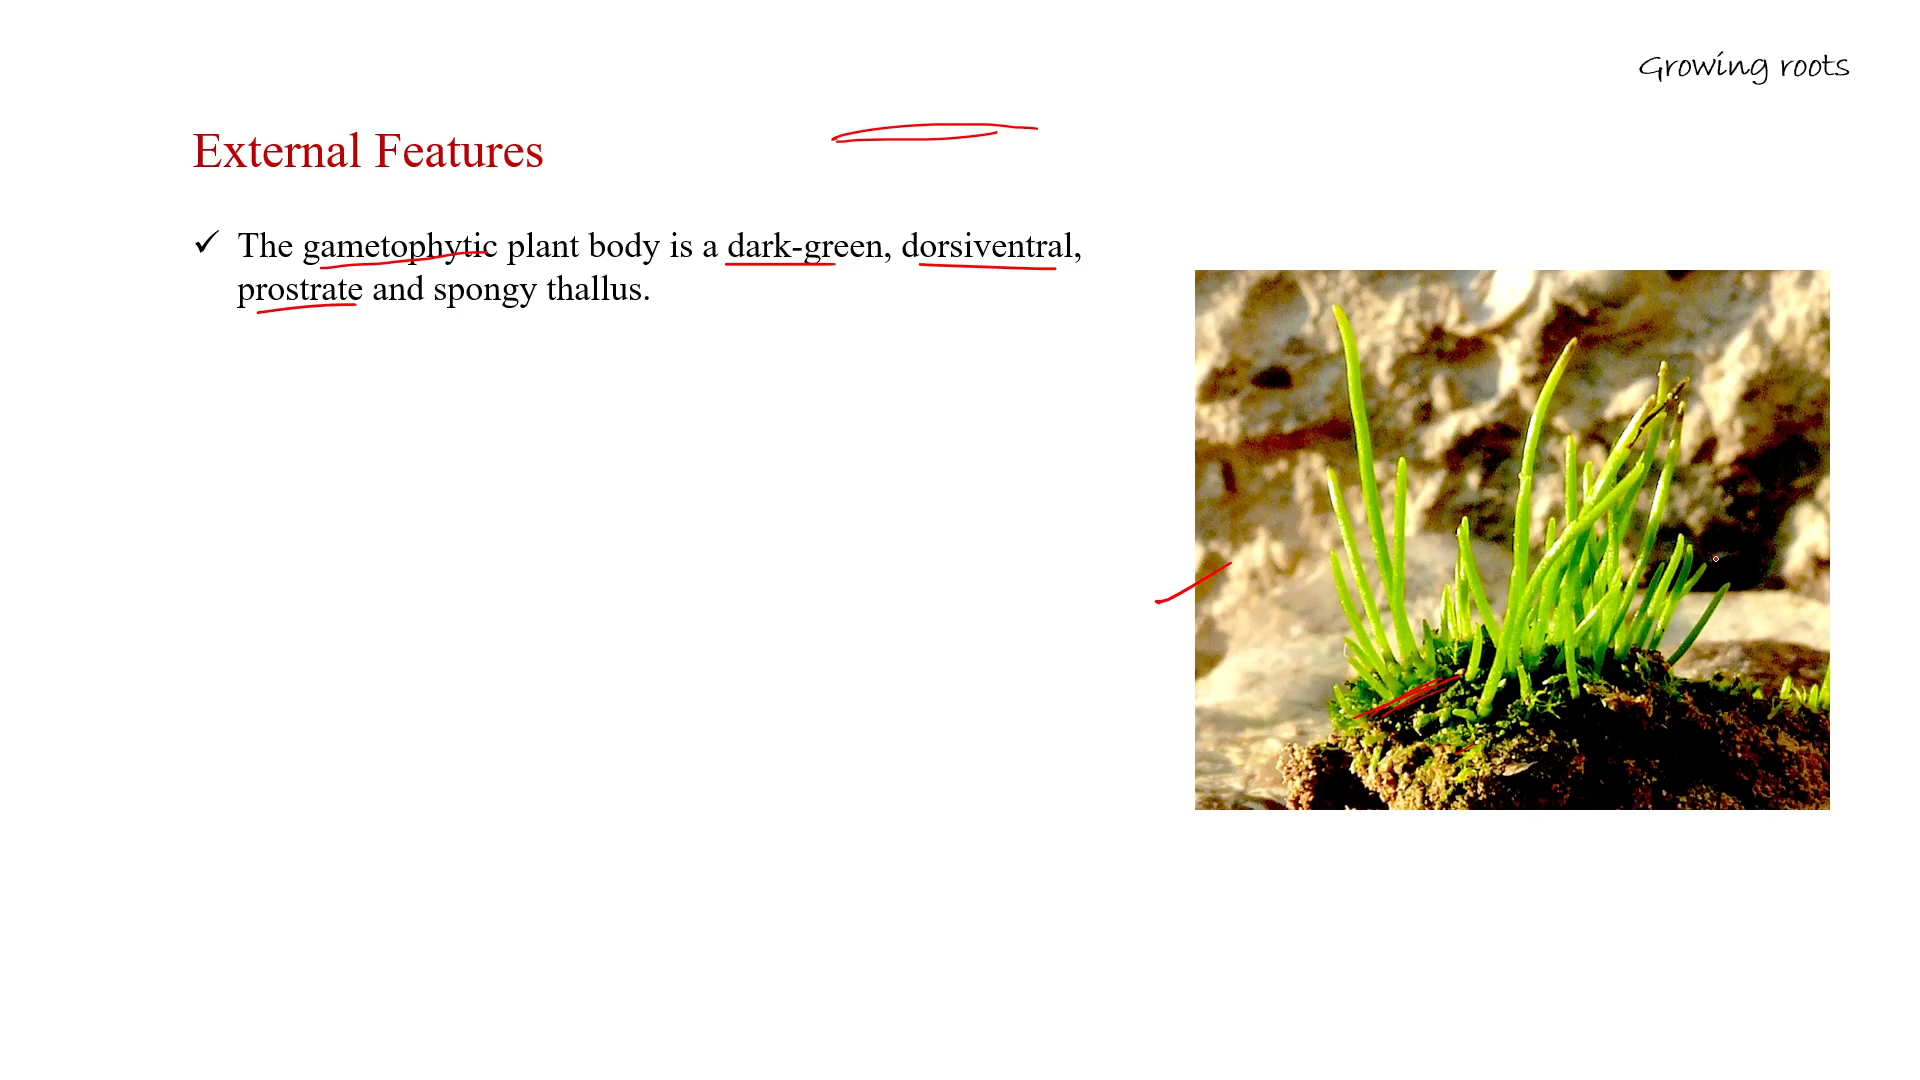 Growing roots
External Features
✓ The gametophytic plant body is a dark-green, dorsiventral,
prostrate and spongy thallus.